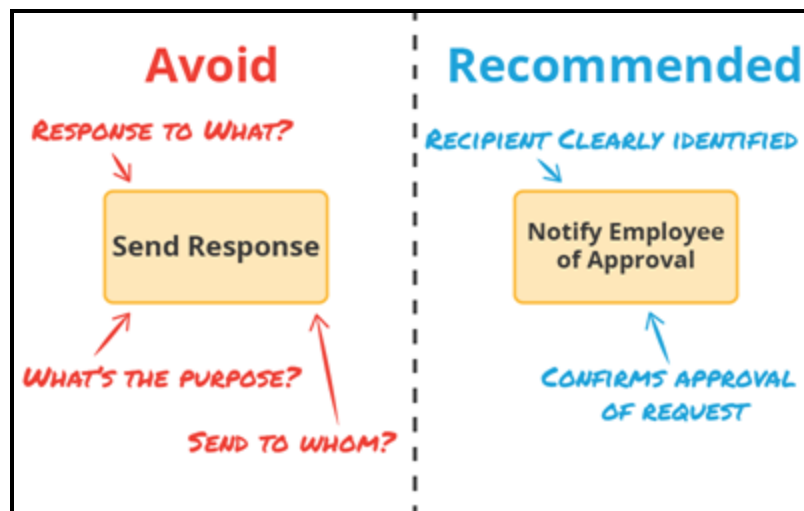 Avoid
RESPONSE TO WHAT?
Send Response
WHAT'S THE PURPOSE?
SEND TO WHOM?
Recommended
RECIPIENT CLEARLY IDENTIFIED
Notify Employee
of Approval
CONFIRMS APPROVAL
OF REQUEST